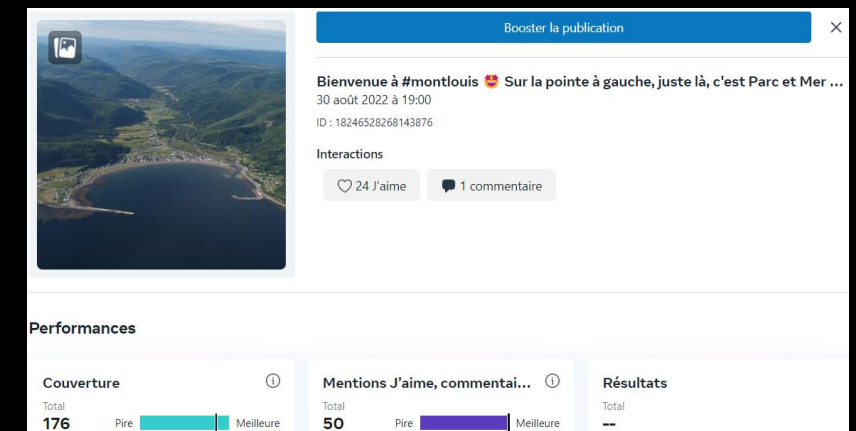 Booster la publication
Bienvenue à #montlouis 🤩 Sur la pointe à gauche, juste là, c'est Parc et Mer ...
30 août 2022 à 19:00
ID : 18246528268143876
Interactions
24 J'aime
1 commentaire
Performances
Couverture
Total
176 Pire Meilleure
Mentions J'aime, commentai...
Total
50 Pire Meilleure
Résultats
Total
--